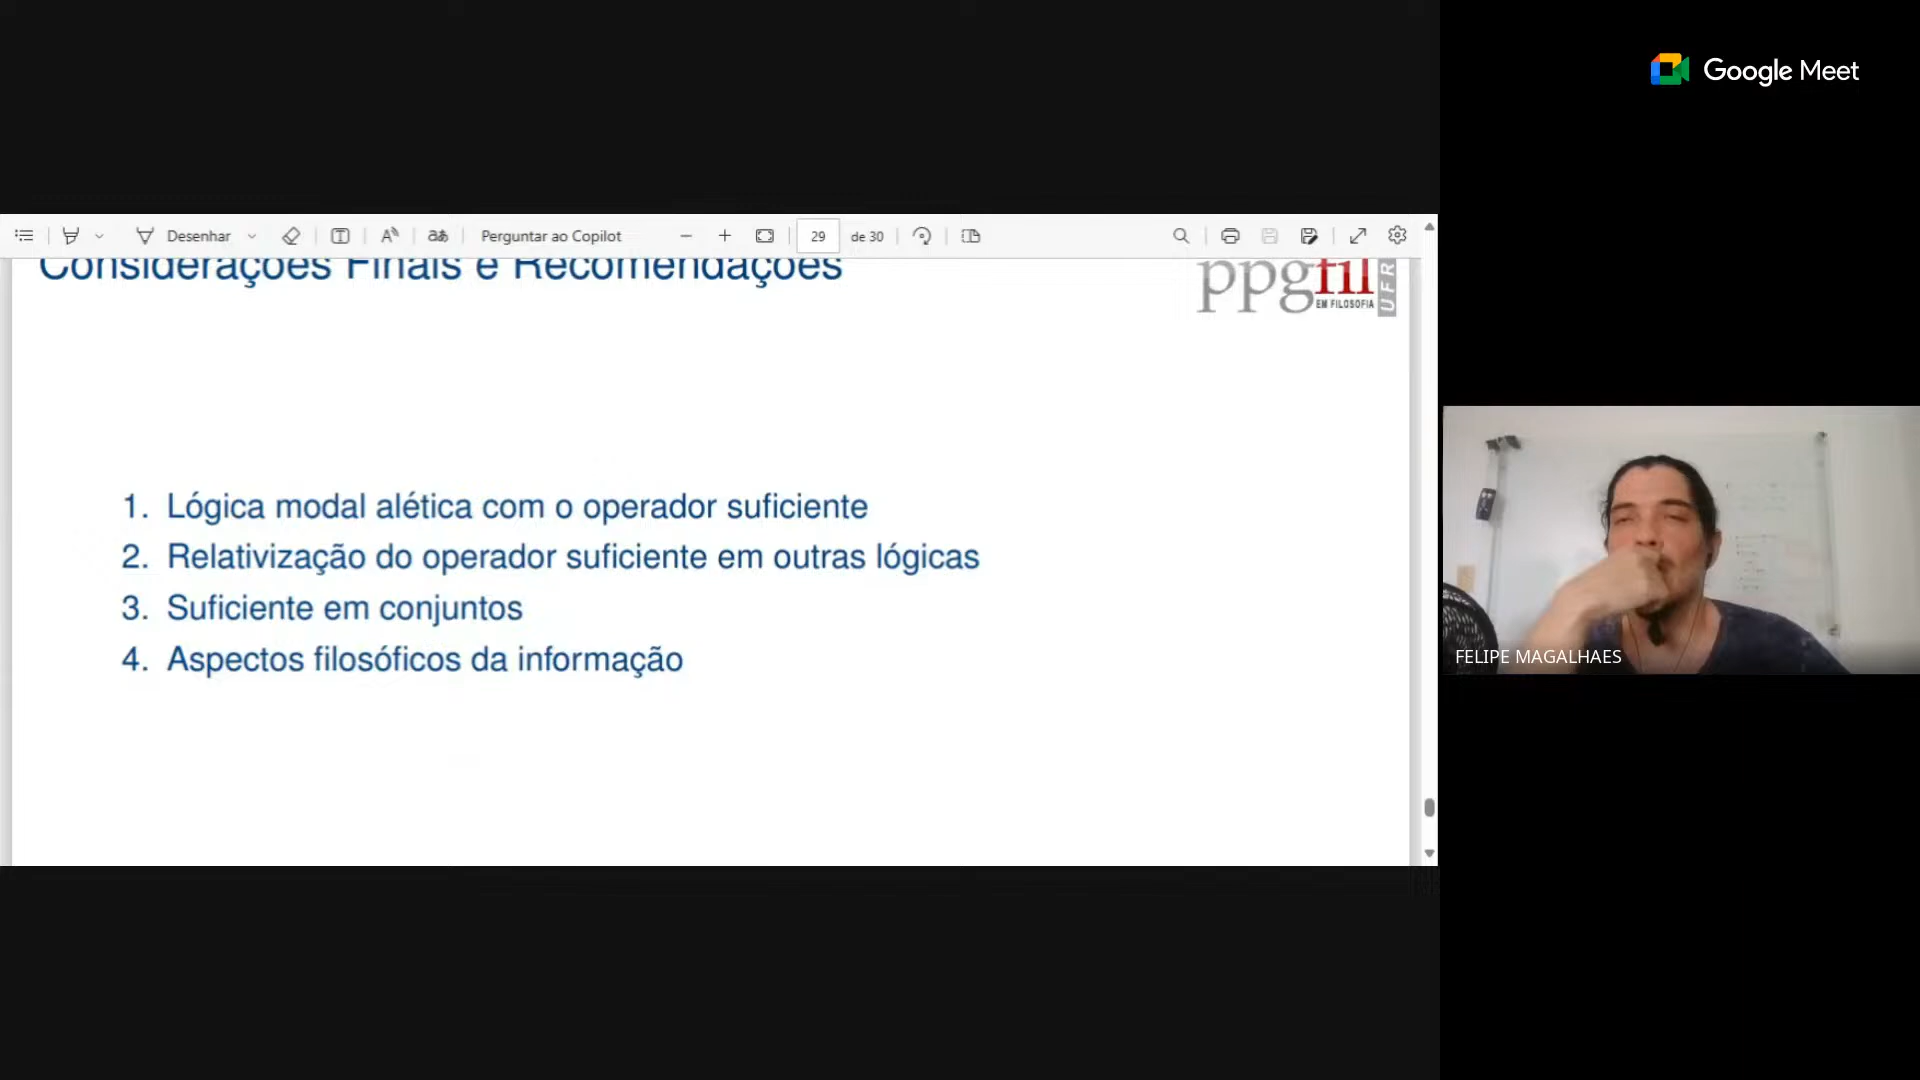 Google Meet
Desenhar
Perguntar ao Copilot
29 de 30
Considerações Finais e Recomendações
ppgfil
EM FILOSOFIA
UFR
1. Lógica modal alética com o operador suficiente
2. Relativização do operador suficiente em outras lógicas
3. Suficiente em conjuntos
4. Aspectos filosóficos da informação
FELIPE MAGALHAES